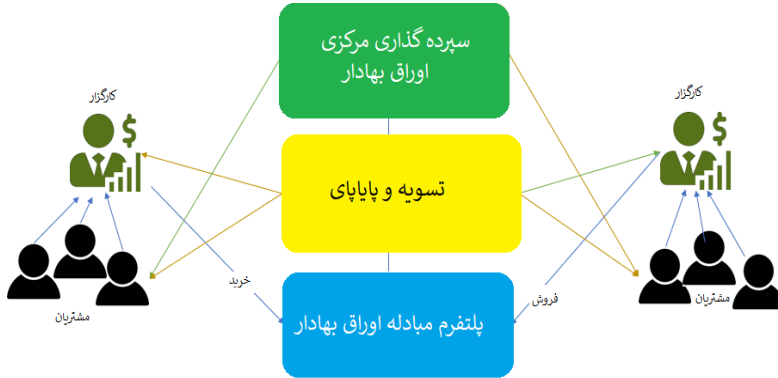 سپرده گذاری مرکزی
اوراق بهادار
کارگزار
کارگزار
تسویه و پایاپای
خرید
فروش
پلتفرم مبادله اوراق بهادار
مشتریان
مشتریان